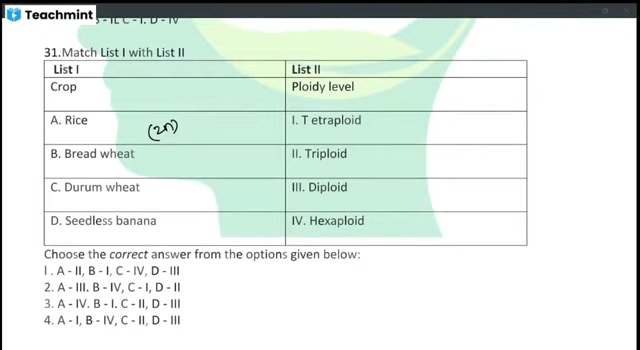 Teachmint
31.Match List I with List II
List I List II
Crop Ploidy level
A. Rice I. T etraploid
(2n)
B. Bread wheat II. Triploid
C. Durum wheat III. Diploid
D. Seedless banana IV. Hexaploid
Choose the correct answer from the options given below:
l . A - II, B - I, C - IV, D - III
2. A - III. B - IV, C - I, D - II
3. A - IV. B - I. C - II, D - III
4. A - I, B - IV, C - II, D - III